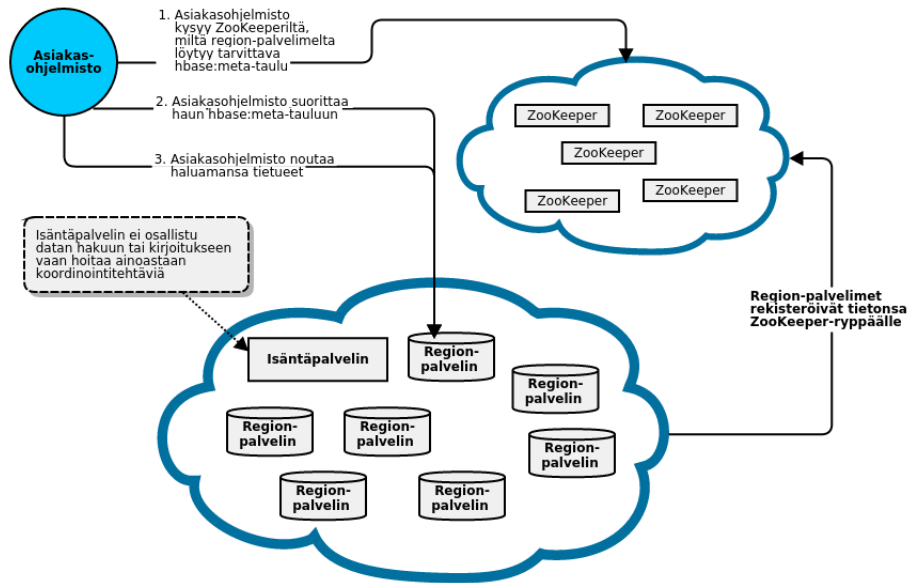 Asiakas-
ohjelmisto
1. Asiakasohjelmisto
kysyy ZooKeeperiltä,
miltä region-palvelimelta
löytyy tarvittava
hbase:meta-taulu
2. Asiakasohjelmisto suorittaa
haun hbase:meta-tauluun
3. Asiakasohjelmisto noutaa
haluamansa tietueet
ZooKeeper
ZooKeeper
ZooKeeper
ZooKeeper
ZooKeeper
Isäntäpalvelin ei osallistu
datan hakuun tai kirjoitukseen
vaan hoitaa ainoastaan
koordinointitehtäviä
Region-palvelimet
rekisteröivät tietonsa
ZooKeeper-ryppäälle
Isäntäpalvelin
Region-
palvelin
Region-
palvelin
Region-
palvelin
Region-
palvelin
Region-
palvelin
Region-
palvelin
Region-
palvelin